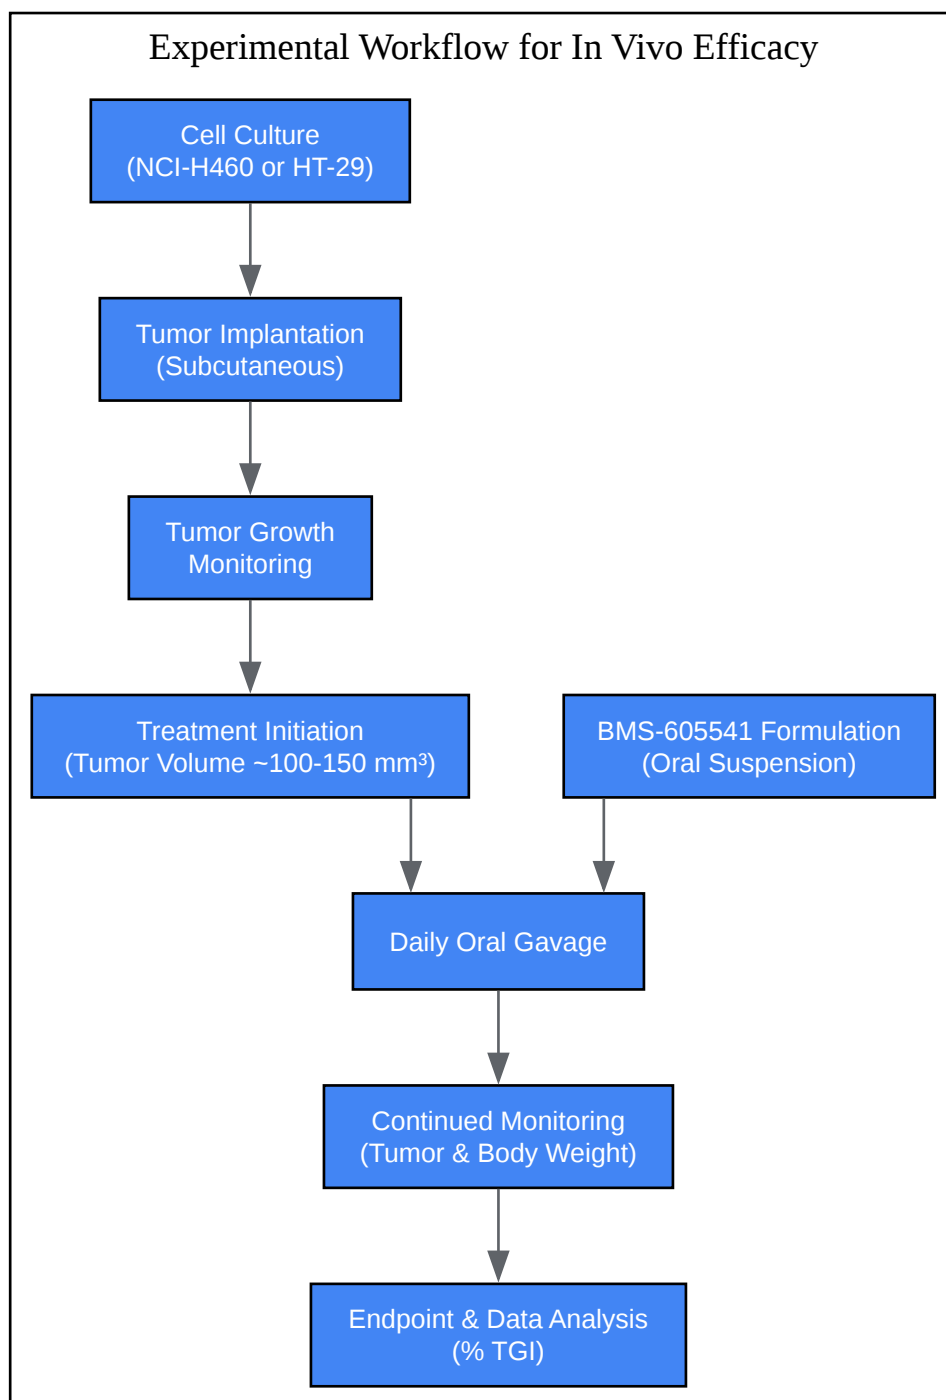 Experimental Workflow for In Vivo Efficacy
Cell Culture
(NCI-H460 or HT-29)
Tumor Implantation
(Subcutaneous)
Tumor Growth
Monitoring
Treatment Initiation
(Tumor Volume ~100-150 mm³)
BMS-605541 Formulation
(Oral Suspension)
Daily Oral Gavage
Continued Monitoring
(Tumor & Body Weight)
Endpoint & Data Analysis
(% TGI)